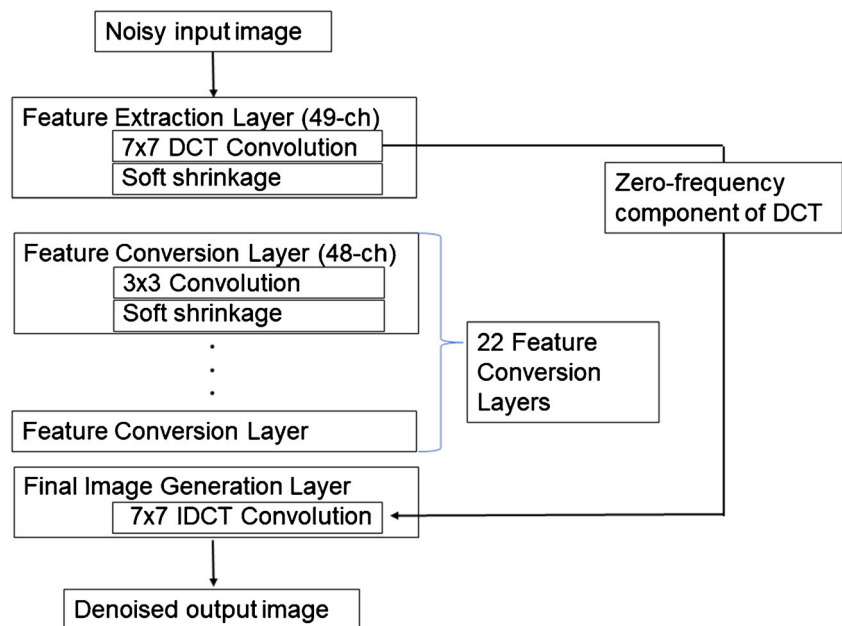 Noisy input image
Feature Extraction Layer (49-ch)
7x7 DCT Convolution
Soft shrinkage
Zero-frequency
component of DCT
Feature Conversion Layer (48-ch)
3x3 Convolution
Soft shrinkage
22 Feature
Conversion
Layers
Feature Conversion Layer
Final Image Generation Layer
7x7 IDCT Convolution
Denoised output image